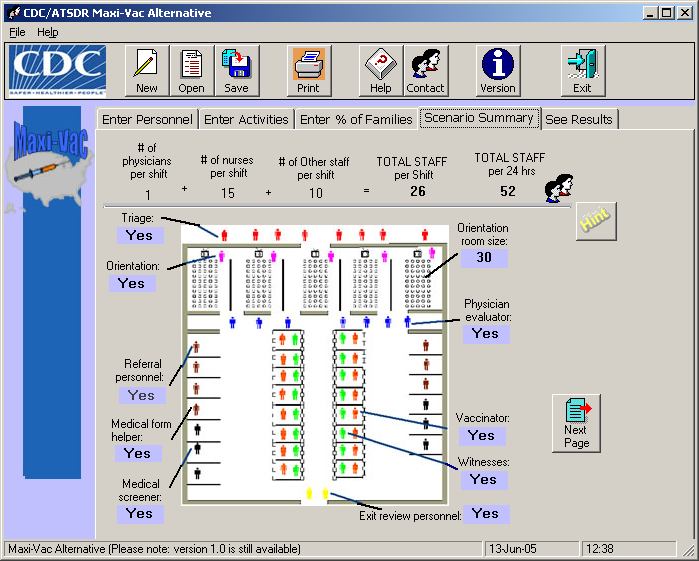 CDC/ATSDR Maxi-Vac Alternative
File Help
CDC
SAFER•HEALTHIER•PEOPLE
New
Open
Save
Print
Help
Contact
Version
Exit
Maxi-Vac
Enter Personnel
Enter Activities
Enter % of Families
Scenario Summary
See Results
# of physicians per shift
1
+
# of nurses per shift
15
+
# of Other staff per shift
10
=
TOTAL STAFF per Shift
26
TOTAL STAFF per 24 hrs
52
Hint
Triage:
Yes
Orientation:
Yes
Orientation room size:
30
Physician evaluator:
Yes
Referral personnel:
Yes
Medical form helper:
Yes
Medical screener:
Yes
Vaccinator:
Yes
Witnesses:
Yes
Exit review personnel:
Yes
Next Page
Maxi-Vac Alternative (Please note: version 1.0 is still available)
13-Jun-05
12:38